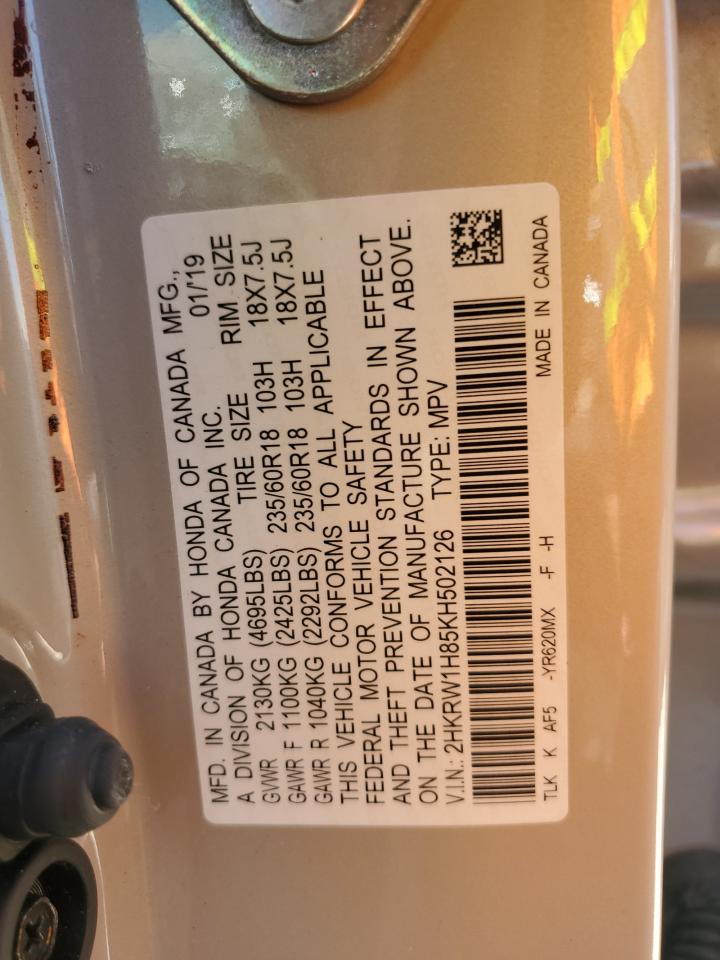 MFD. IN CANADA BY HONDA OF CANADA MFG.,
A DIVISION OF HONDA CANADA INC. 01/'19
GVWR 2130KG (4695LBS) TIRE SIZE RIM SIZE
GAWR F 1100KG (2425LBS) 235/60R18 103H 18X7.5J
GAWR R 1040KG (2292LBS) 235/60R18 103H 18X7.5J
THIS VEHICLE CONFORMS TO ALL APPLICABLE
FEDERAL MOTOR VEHICLE SAFETY
AND THEFT PREVENTION STANDARDS IN EFFECT
ON THE DATE OF MANUFACTURE SHOWN ABOVE.
V.I.N.: 2HKRW1H85KH502126 TYPE: MPV
TLK K AF5 -YR620MX -F -H MADE IN CANADA